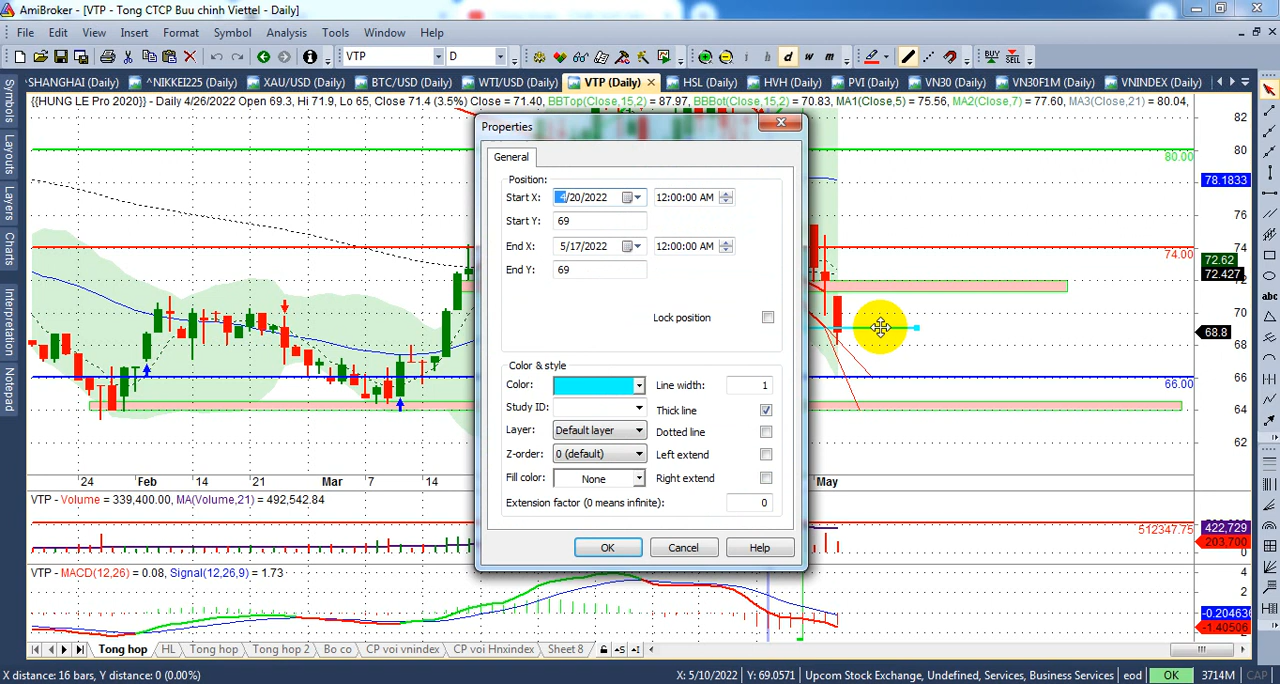 AmiBroker - [VTP - Tong CTCP Buu chinh Viettel - Daily]
File Edit View Insert Format Symbol Analysis Tools Window Help
VTP D i h d w m BUY SELL
^SHANGHAI (Daily) ^NIKKEI225 (Daily) XAU/USD (Daily) BTC/USD (Daily) WTI/USD (Daily) VTP (Daily) HSL (Daily) HVH (Daily) PVI (Daily) VN30 (Daily) VN30F1M (Daily) VNINDEX (Daily)
{{HUNG LE Pro 2020}} - Daily 4/26/2022 Open 69.3, Hi 71.9, Lo 65, Close 71.4 (3.5%) Close = 71.40, BBTop(Close,15,2) = 87.97, BBBot(Close,15,2) = 70.83, MA1(Close,5) = 75.56, MA2(Close,7) = 77.60, MA3(Close,21) = 80.04,
Symbols
Layouts
Layers
Charts
Interpretation
Notepad
Properties
General
Position:
Start X: 4/20/2022 12:00:00 AM
Start Y: 69
End X: 5/17/2022 12:00:00 AM
End Y: 69
Lock position
Color & style
Color: Line width: 1
Study ID: Thick line
Layer: Default layer Dotted line
Z-order: 0 (default) Left extend
Fill color: None Right extend
Extension factor (0 means infinite): 0
OK Cancel Help
82
80
80.00
78.1833
76
74
74.00
72.62
72.427
70
68.8
68
66
66.00
64
62
abc
24 Feb 7 14 Mar 7 14 May
VTP - Volume = 339,400.00, MA(Volume,21) = 492,542.84
512347.75
422,729
203,700
0
VTP - MACD(12,26) = 0.08, Signal(12,26,9) = 1.73
4
2
-0.204636
-1.40506
Tong hop HL Tong hop Tong hop 2 Bo co CP voi vnindex CP voi Hnxindex Sheet 8
X distance: 16 bars, Y distance: 0 (0.00%) X: 5/10/2022 Y: 69.0571 Upcom Stock Exchange, Undefined, Services, Business Services eod OK 3714M CAP